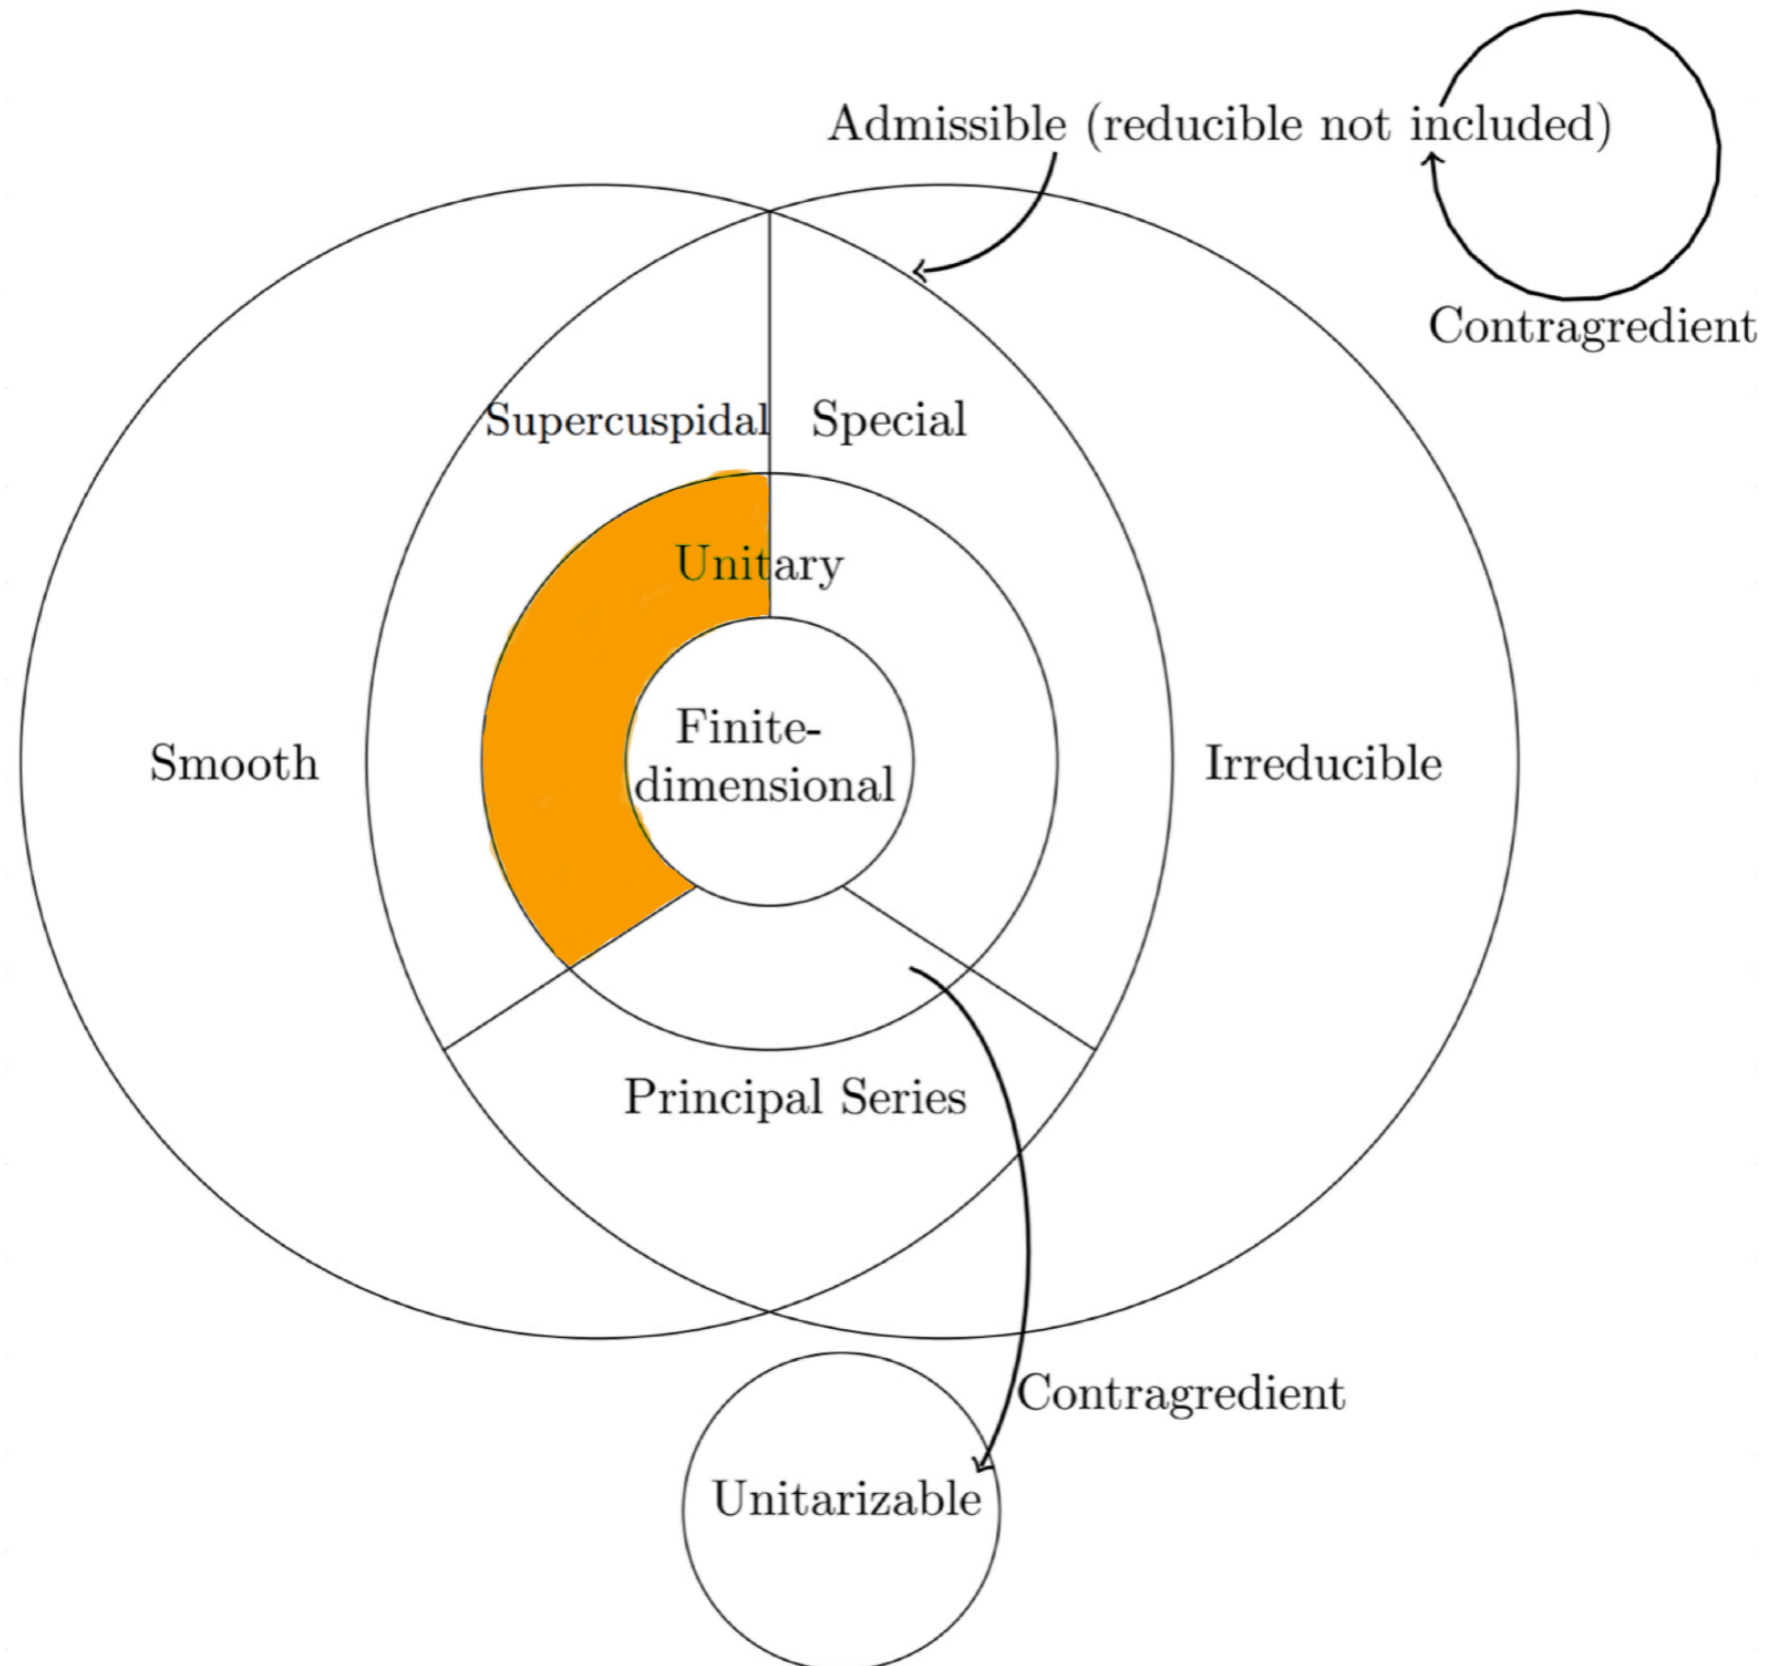 Admissible (reducible not included)
Contragredient
Supercuspidal
Special
Unitary
Finite-
dimensional
Smooth
Irreducible
Principal Series
Contragredient
Unitarizable